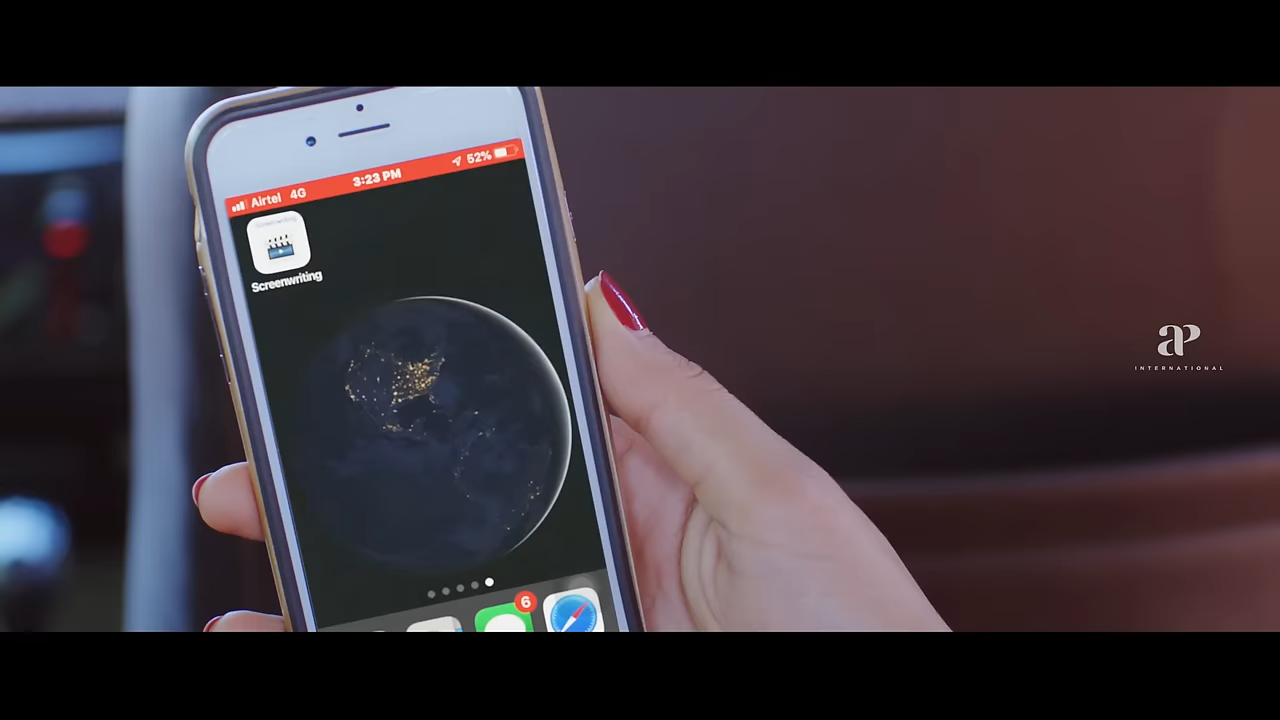 Airtel 4G 3:23 PM 52%
Screenwriting
6
aP
INTERNATIONAL